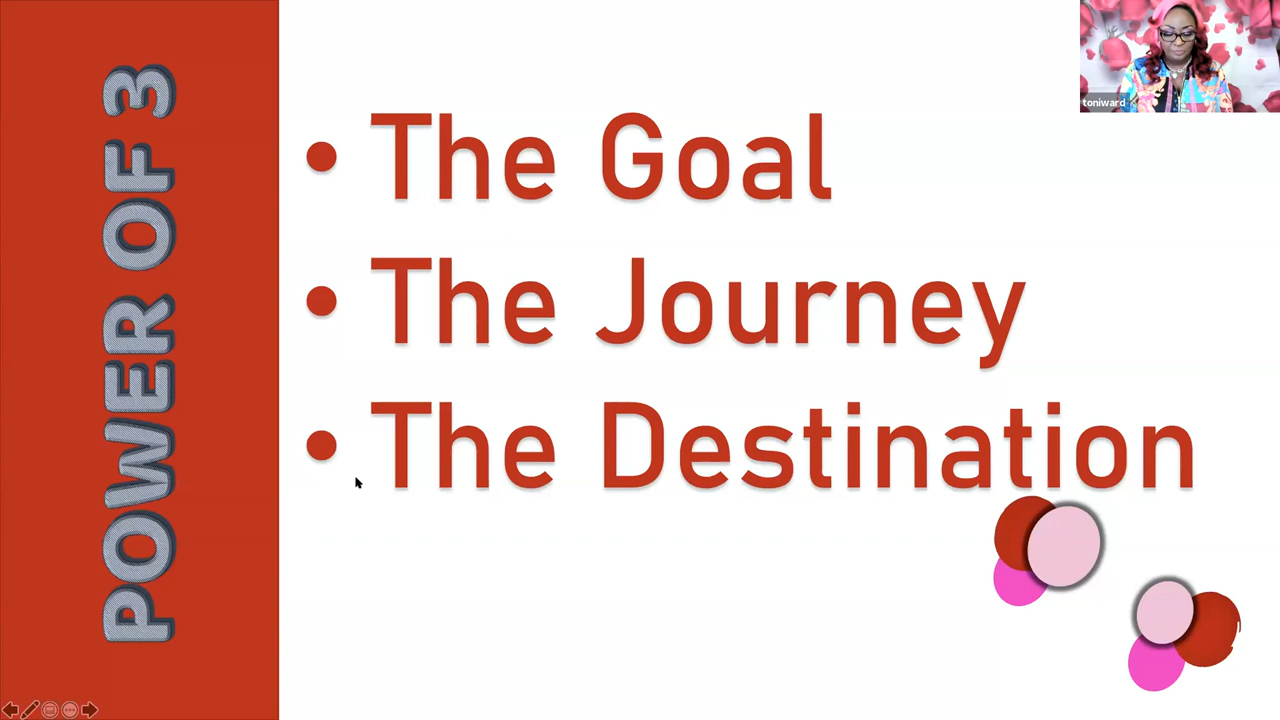 POWER OF 3
• The Goal
• The Journey
• The Destination
toniward